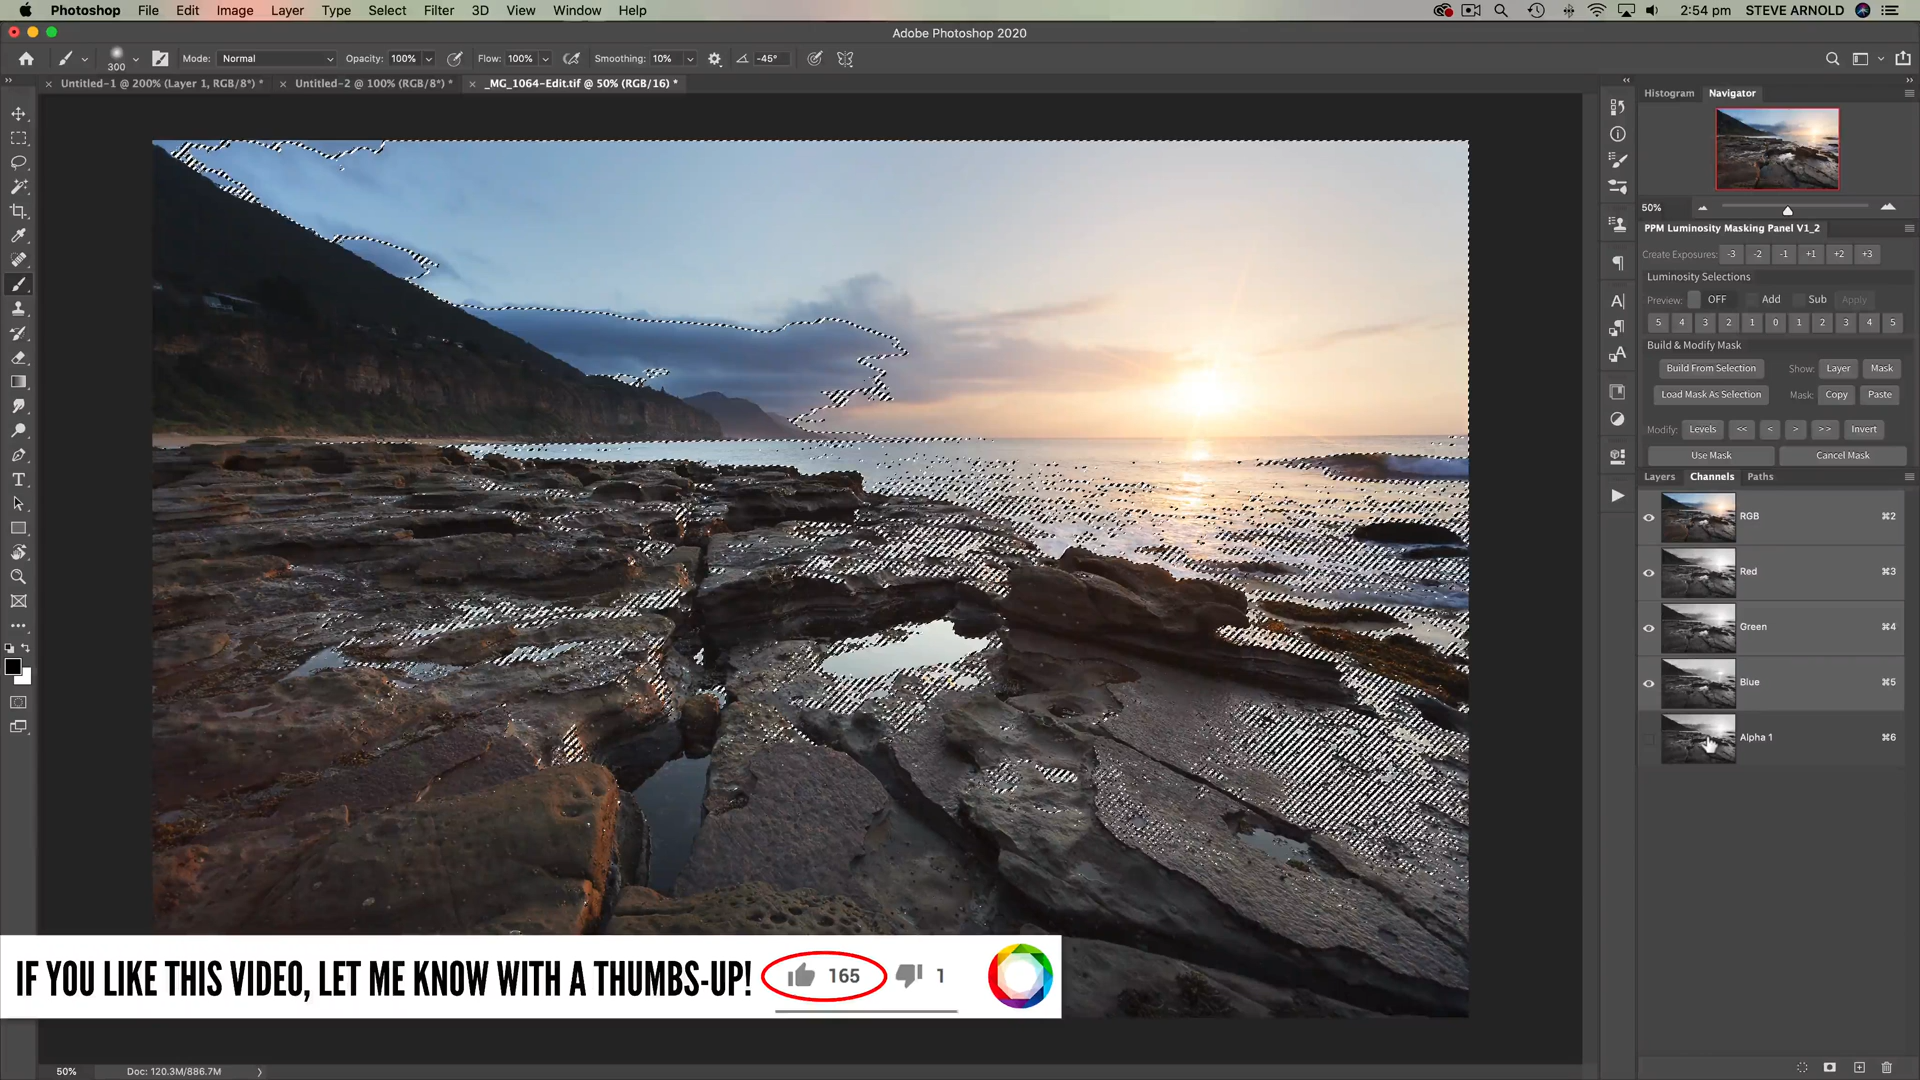 Photoshop File Edit Image Layer Type Select Filter 3D View Window Help 2:54 pm STEVE ARNOLD
Adobe Photoshop 2020
300 Mode: Normal Opacity: 100% Flow: 100% Smoothing: 10% -45°
Untitled-1 @ 200% (Layer 1, RGB/8*) * Untitled-2 @ 100% (RGB/8*) * _MG_1064-Edit.tif @ 50% (RGB/16) *
Histogram Navigator
50%
PPM Luminosity Masking Panel V1_2
Create Exposures: -3 -2 -1 +1 +2 +3
Luminosity Selections
Preview: OFF Add Sub Apply
5 4 3 2 1 0 1 2 3 4 5
Build & Modify Mask
Build From Selection Show: Layer Mask
Load Mask As Selection Mask: Copy Paste
Modify: Levels << < > >> Invert
Use Mask Cancel Mask
Layers Channels Paths
RGB ⌘2
Red ⌘3
Green ⌘4
Blue ⌘5
Alpha 1 ⌘6
IF YOU LIKE THIS VIDEO, LET ME KNOW WITH A THUMBS-UP! 165 1
50% Doc: 120.3M/886.7M